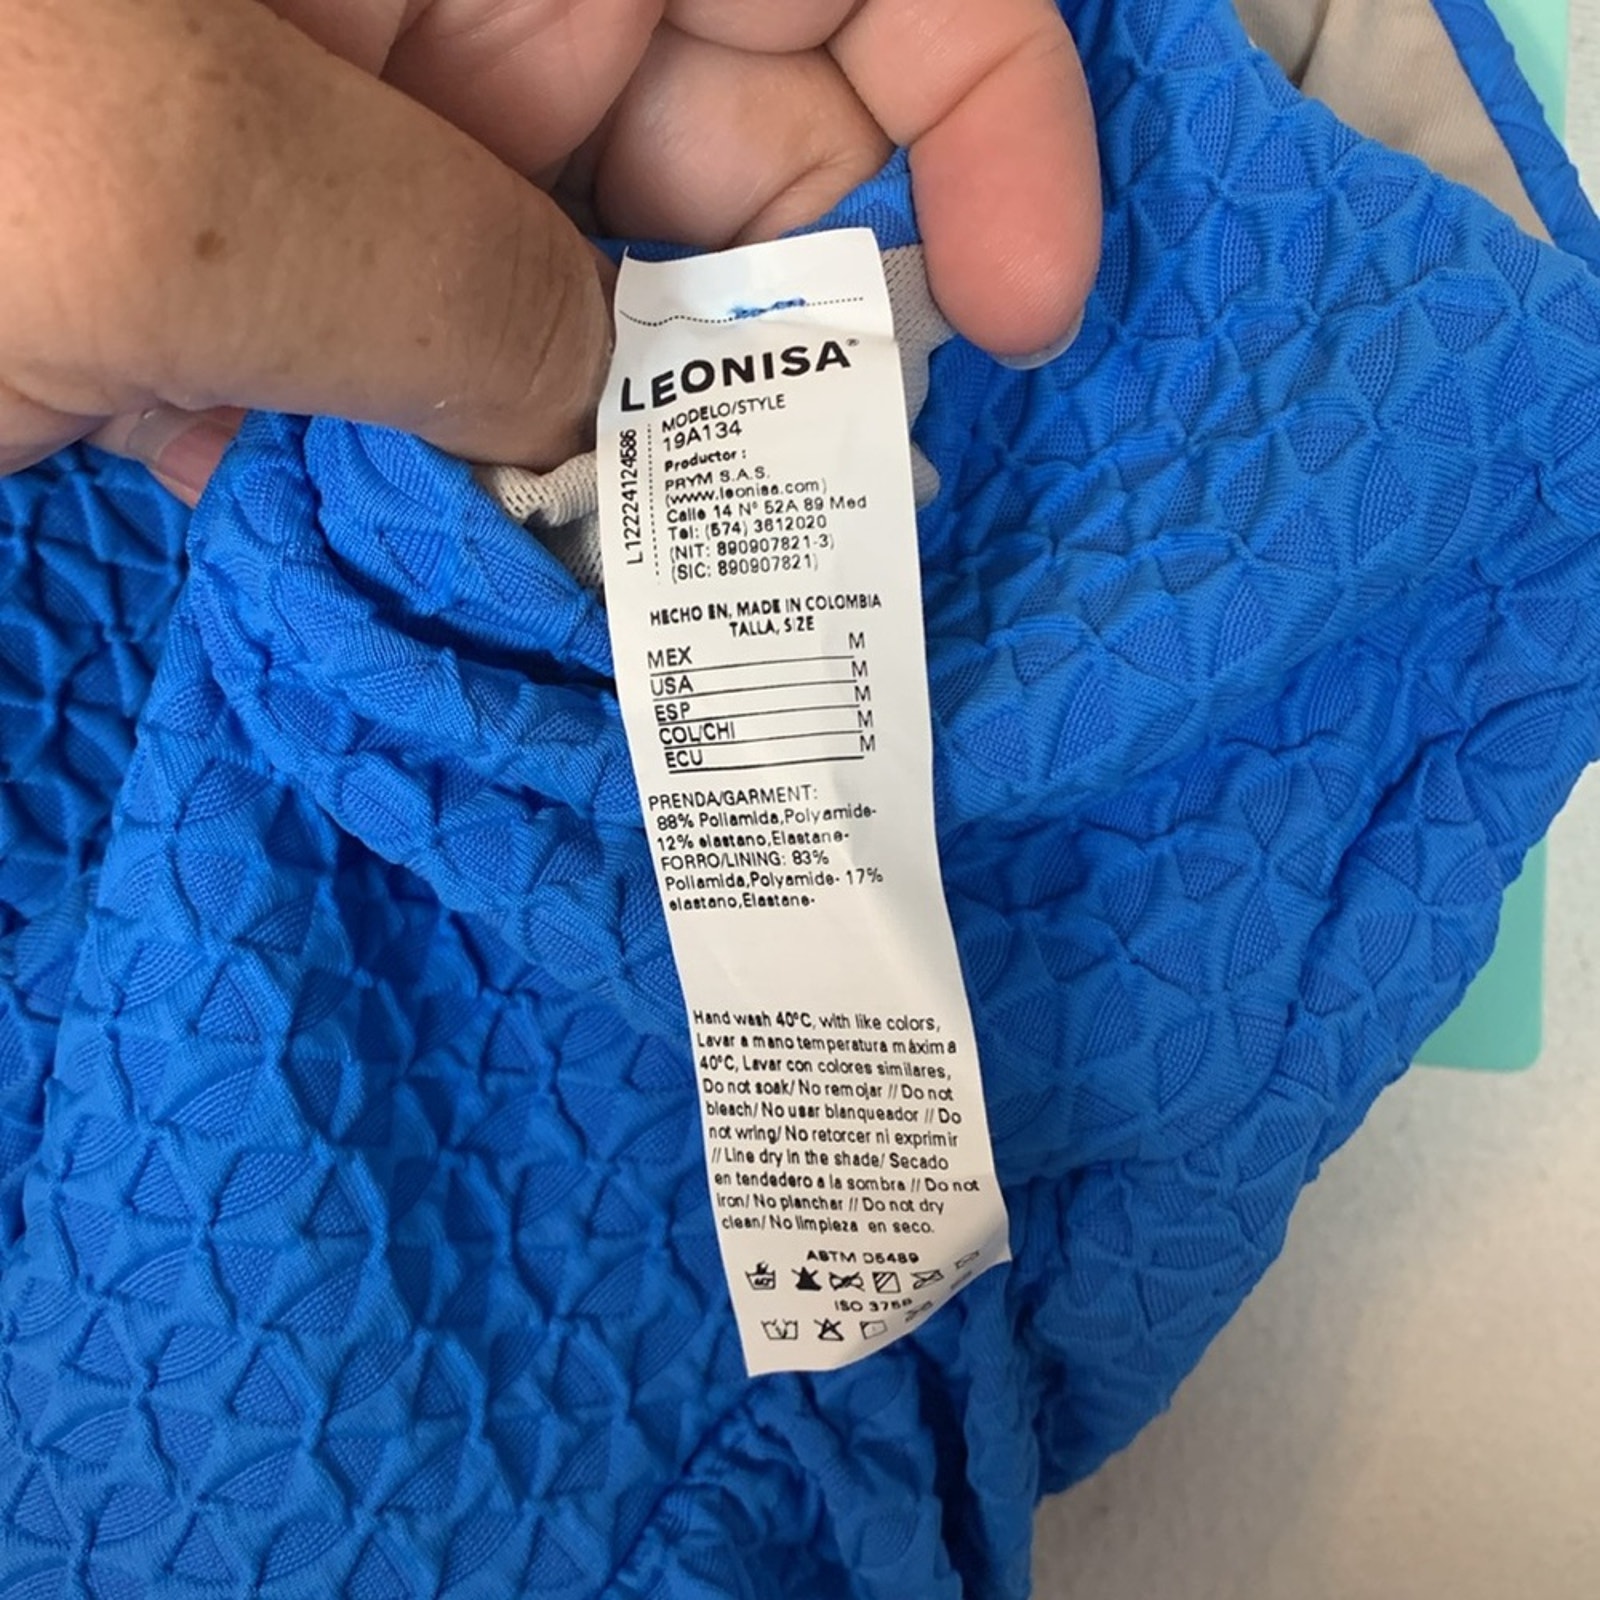 LEONISA®
MODELO/STYLE
19A134
L12224124586
Productor :
PRYM S.A.S.
(www.leonisa.com)
Calle 14 N° 52A 89 Med
Tel: (574) 3612020
(NIT: 890907821-3)
(SIC: 890907821)
HECHO EN, MADE IN COLOMBIA
TALLA, SIZE
MEX M
USA M
ESP M
COL/CHI M
ECU M
PRENDA/GARMENT:
88% Poliamida,Polyamide-
12% elastano,Elastane-
FORRO/LINING: 83%
Poliamida,Polyamide- 17%
elastano,Elastane-
Hand wash 40°C, with like colors,
Lavar a mano temperatura máxima
40°C, Lavar con colores similares,
Do not soak/ No remojar // Do not
bleach/ No usar blanqueador // Do
not wring/ No retorcer ni exprimir
// Line dry in the shade/ Secado
en tendedero a la sombra // Do not
iron/ No planchar // Do not dry
clean/ No limpieza en seco.
ASTM D5489
40°
ISO 3758